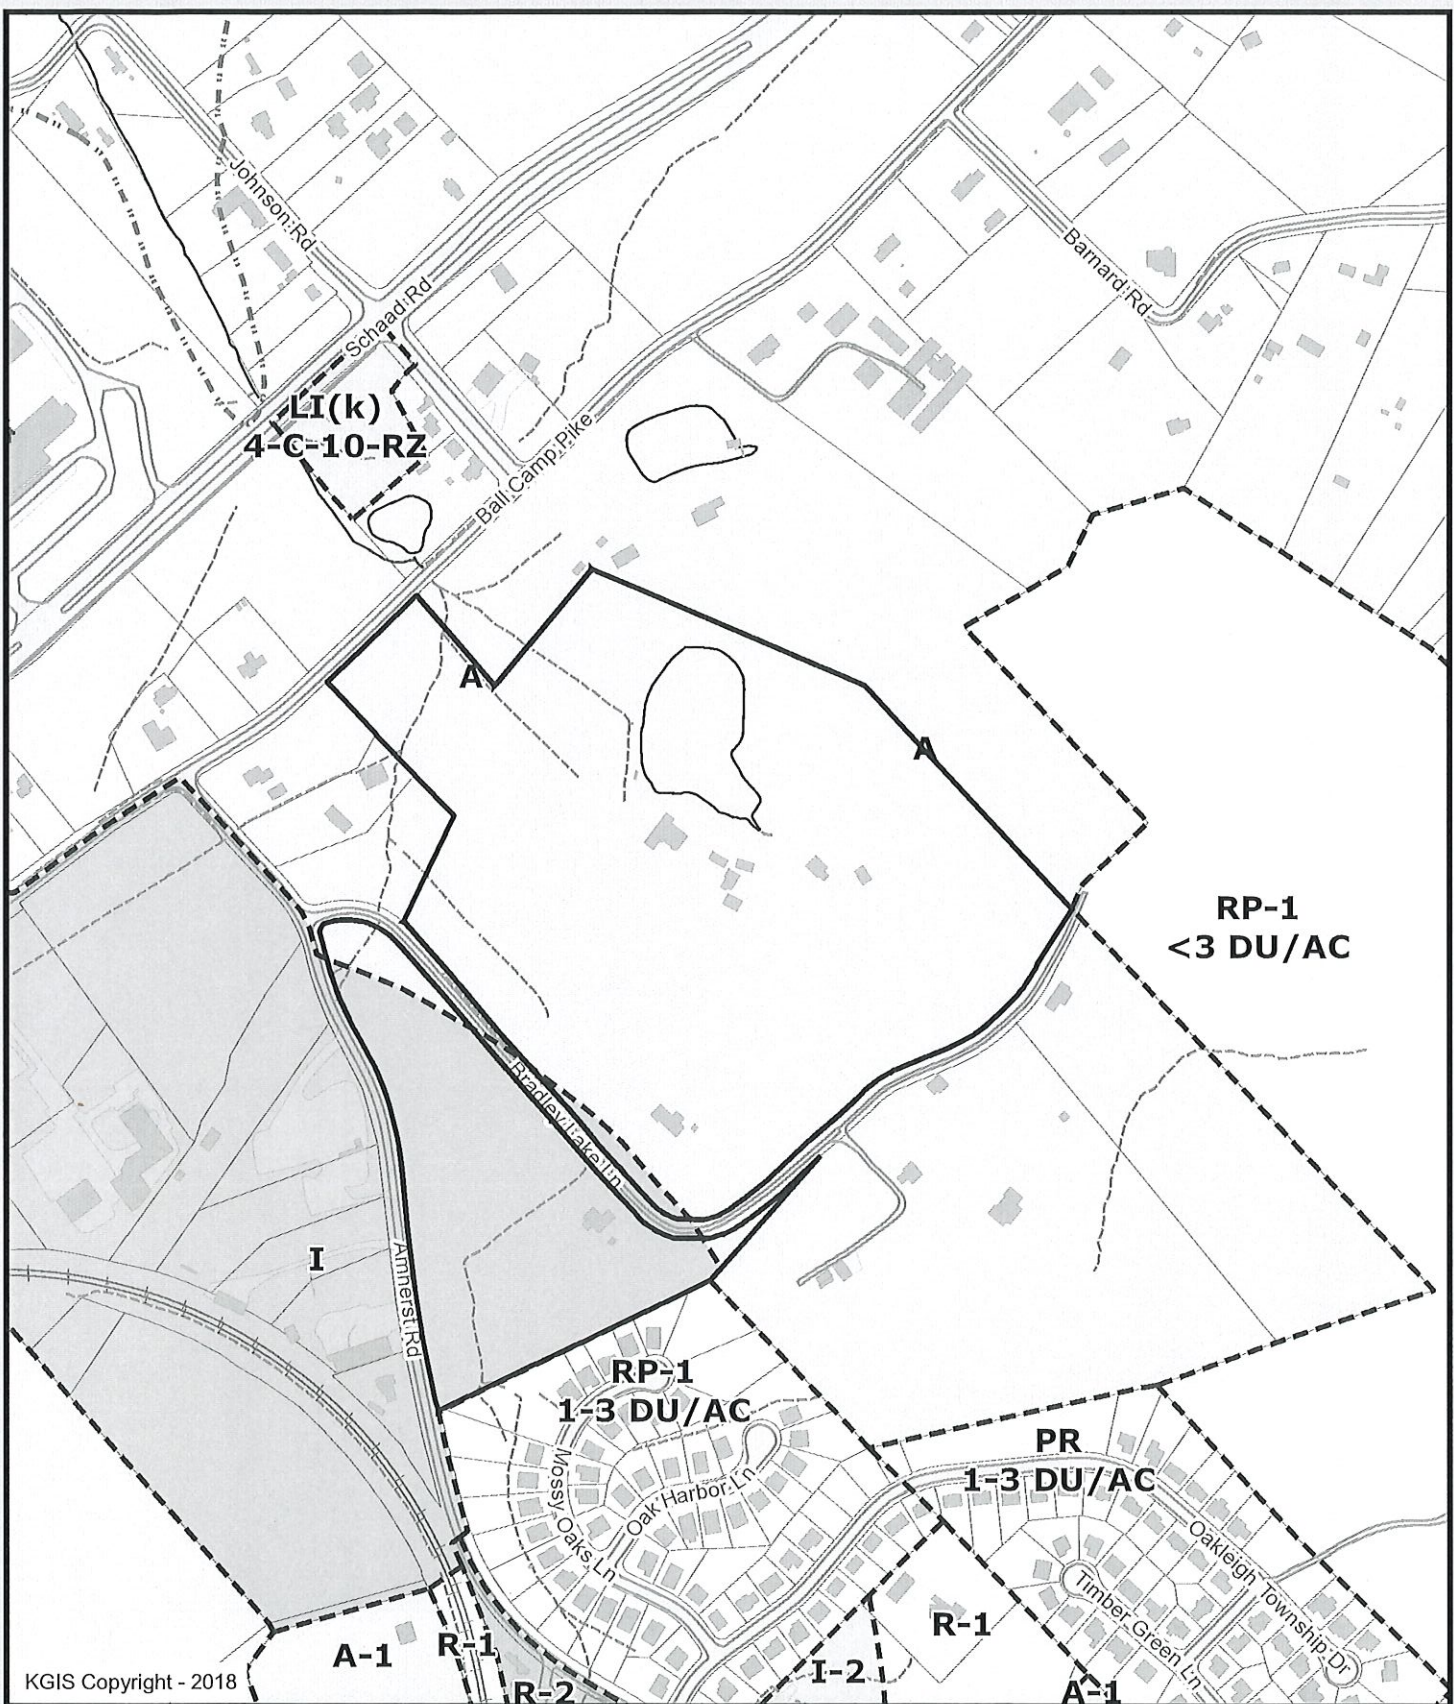 Johnson Rd
Schaad Rd
Barnard Rd
LI(k)
4-C-10-RZ
Ball Camp Pike
A
A
RP-1
<3 DU/AC
Bradley Lake Ln
I
Amherst Rd
RP-1
1-3 DU/AC
PR
1-3 DU/AC
Mossy Oaks Ln
Oak Harbor Ln
Oakleigh Township Dr
Timber Green Ln
R-1
A-1
R-1
I-2
R-2
A-1
KGIS Copyright - 2018